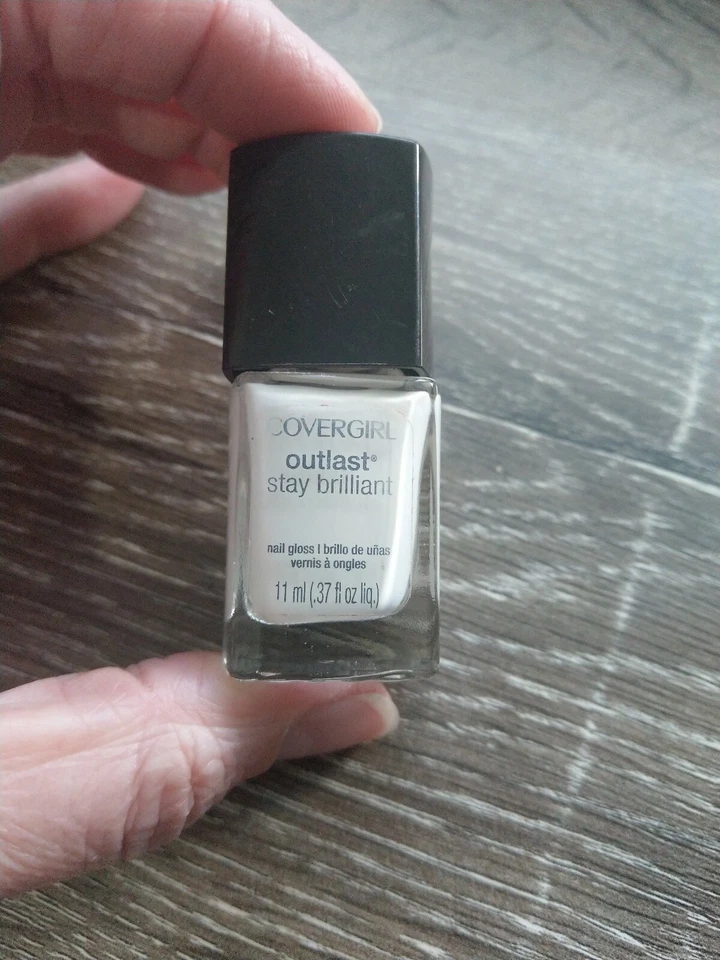 COVERGIRL
outlast®
stay brilliant
nail gloss | brillo de uñas
vernis à ongles
11 ml (.37 fl oz liq.)